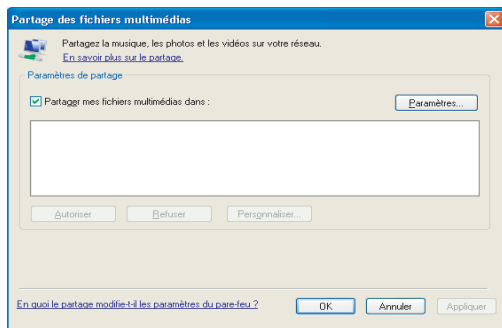 Partage des fichiers multimédias
Partagez la musique, les photos et les vidéos sur votre réseau.
En savoir plus sur le partage.
Paramètres de partage
Partager mes fichiers multimédias dans :
Paramètres...
Autoriser
Refuser
Personnaliser...
En quoi le partage modifie-t-il les paramètres du pare-feu ?
OK
Annuler
Appliquer